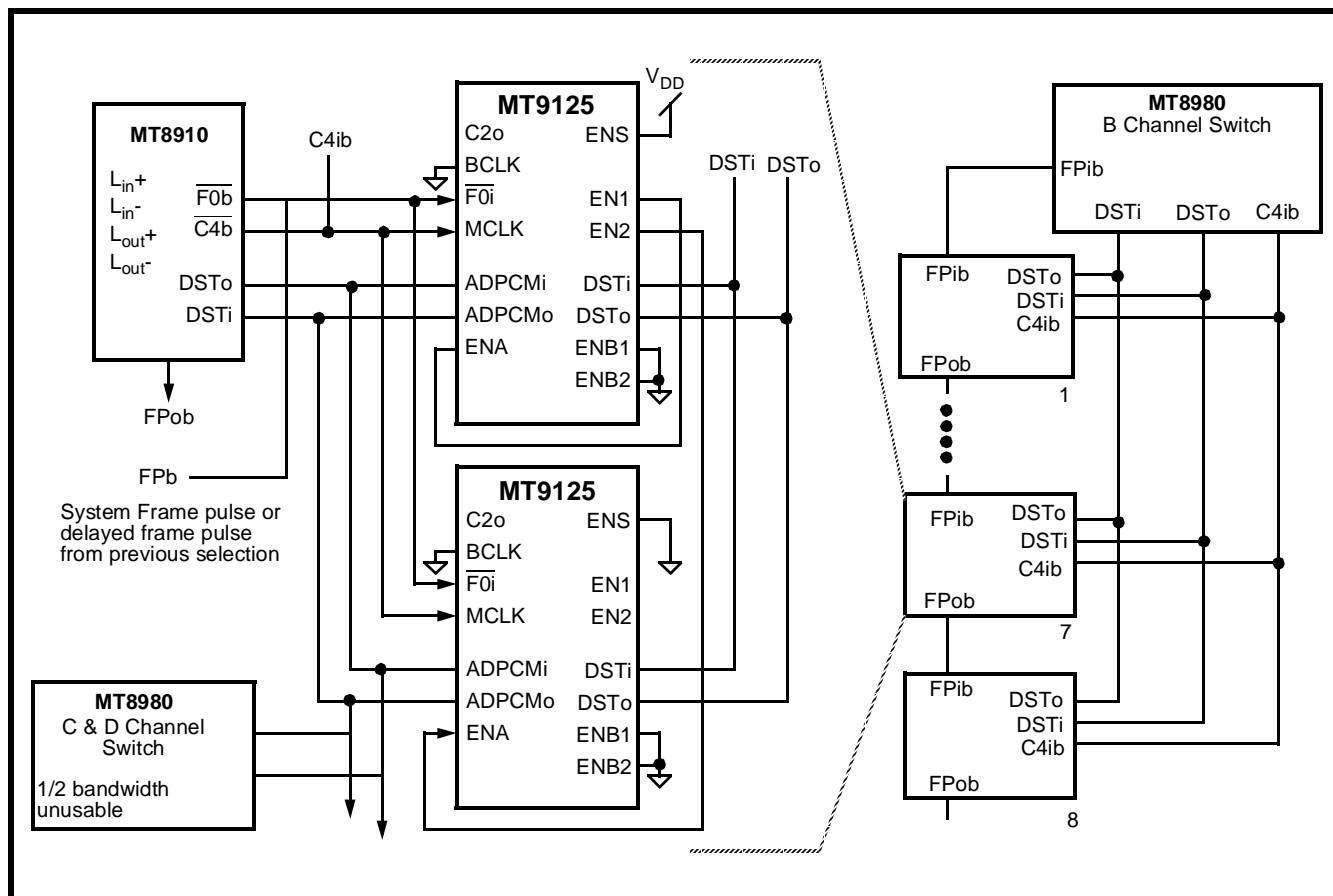 MT8910
Lin+
Lin-
Lout+
Lout-
F0b
C4b
DSTo
DSTi
FPob
FPb
System Frame pulse or
delayed frame pulse
from previous selection
C4ib
MT9125
C2o
BCLK
F0i
MCLK
ADPCMi
ADPCMo
ENA
ENS
EN1
EN2
DSTi
DSTo
ENB1
ENB2
VDD
DSTi
DSTo
MT9125
C2o
BCLK
F0i
MCLK
ADPCMi
ADPCMo
ENA
ENS
EN1
EN2
DSTi
DSTo
ENB1
ENB2
MT8980
C & D Channel
Switch
1/2 bandwidth
unusable
MT8980
B Channel Switch
FPib
DSTi
DSTo
C4ib
FPib
DSTo
DSTi
C4ib
FPob
1
FPib
DSTo
DSTi
C4ib
FPob
7
FPib
DSTo
DSTi
C4ib
FPob
8